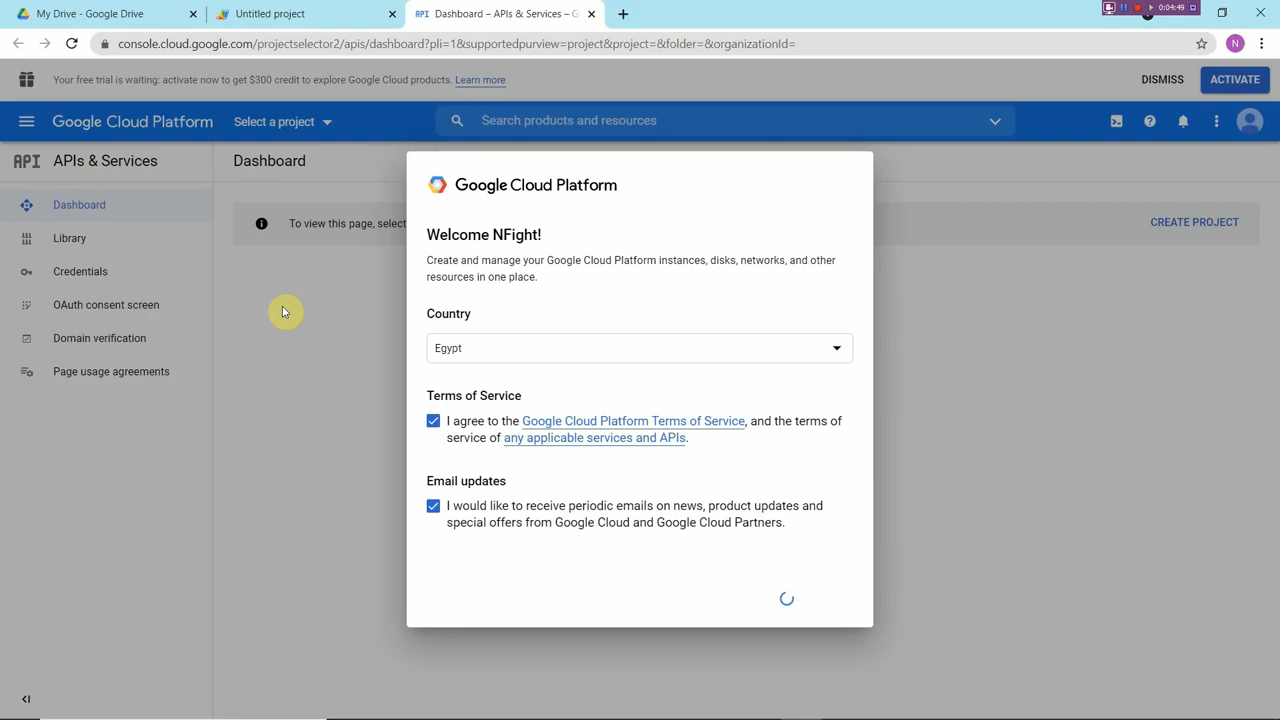 My Drive - Google Drive
Untitled project
API Dashboard – APIs & Services – G
0:04:49
console.cloud.google.com/projectselector2/apis/dashboard?pli=1&supportedpurview=project&project=&folder=&organizationId=
N
Your free trial is waiting: activate now to get $300 credit to explore Google Cloud products. Learn more
DISMISS
ACTIVATE
Google Cloud Platform
Select a project
Search products and resources
API APIs & Services
Dashboard
Dashboard
Library
Credentials
OAuth consent screen
Domain verification
Page usage agreements
To view this page, select
CREATE PROJECT
Google Cloud Platform
Welcome NFight!
Create and manage your Google Cloud Platform instances, disks, networks, and other
resources in one place.
Country
Egypt
Terms of Service
I agree to the Google Cloud Platform Terms of Service, and the terms of
service of any applicable services and APIs.
Email updates
I would like to receive periodic emails on news, product updates and
special offers from Google Cloud and Google Cloud Partners.